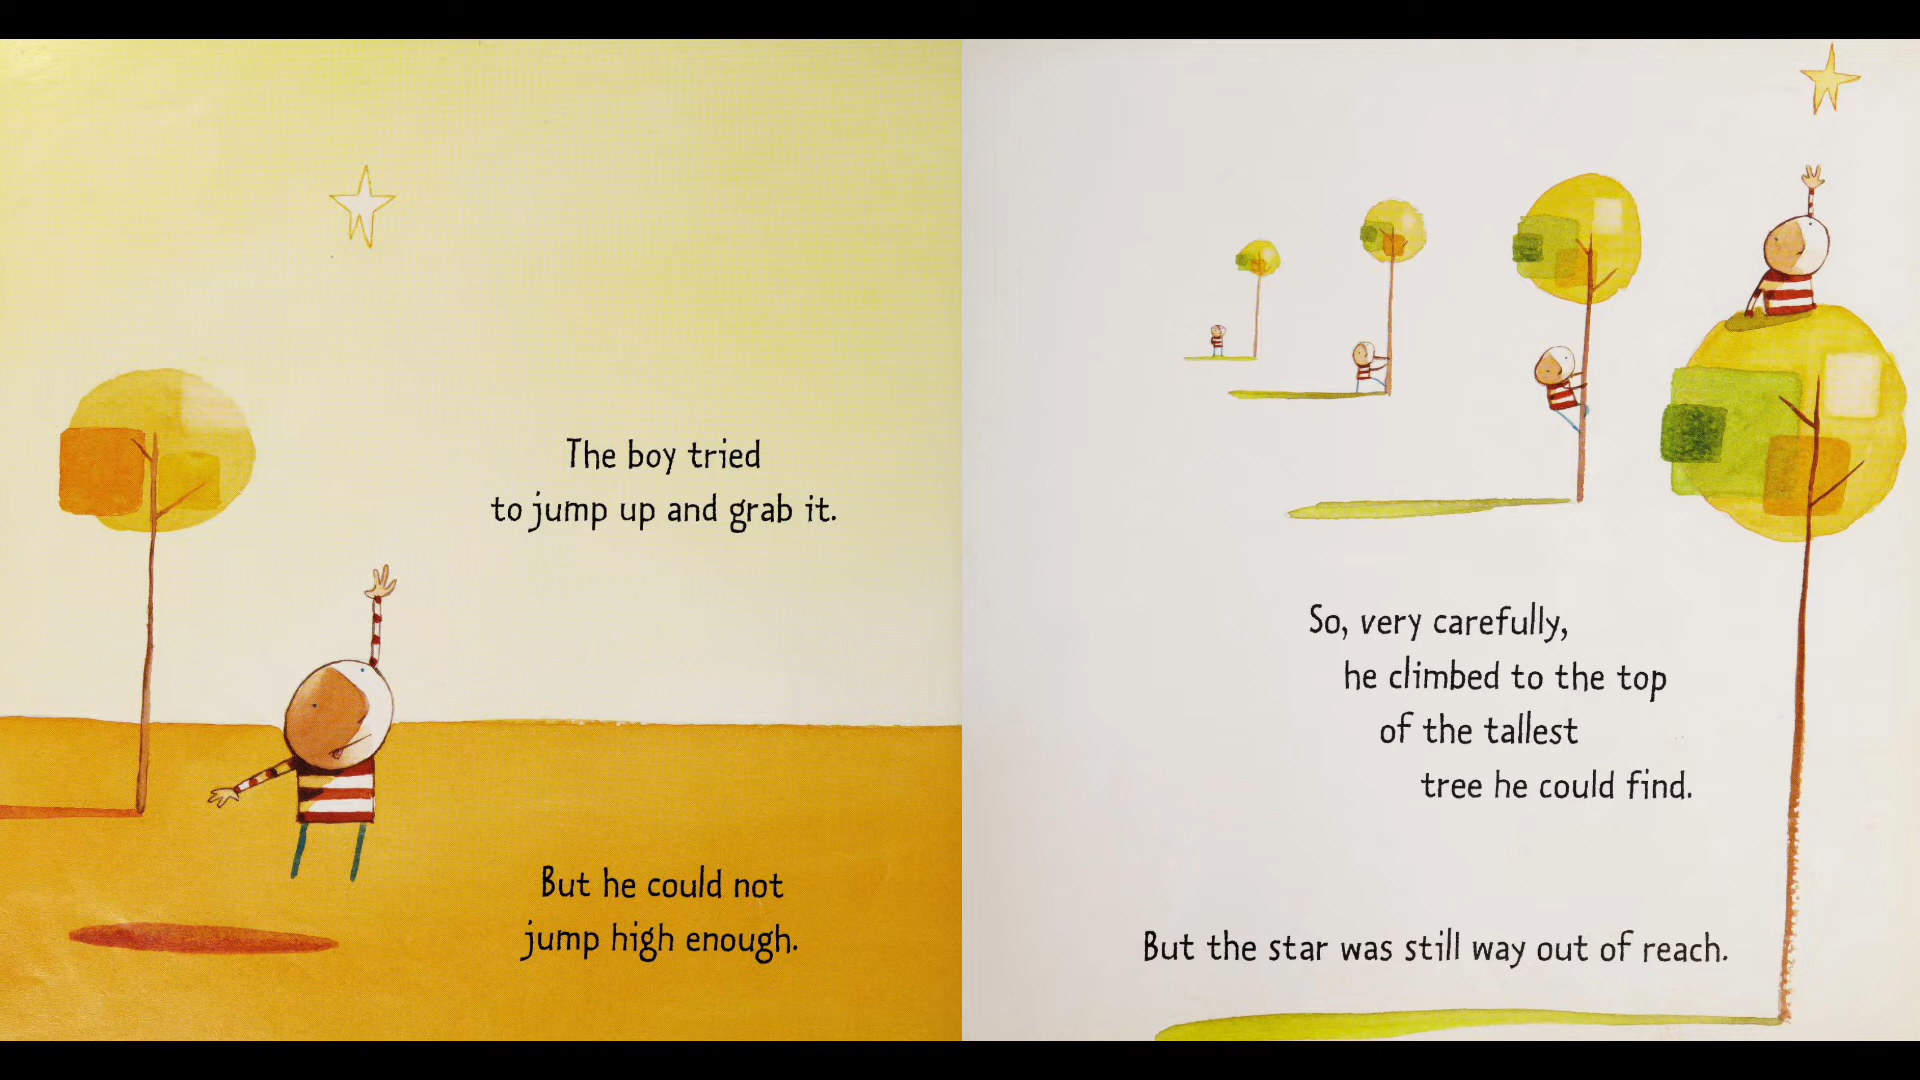 The boy tried
to jump up and grab it.
But he could not
jump high enough.
So, very carefully,
he climbed to the top
of the tallest
tree he could find.
But the star was still way out of reach.